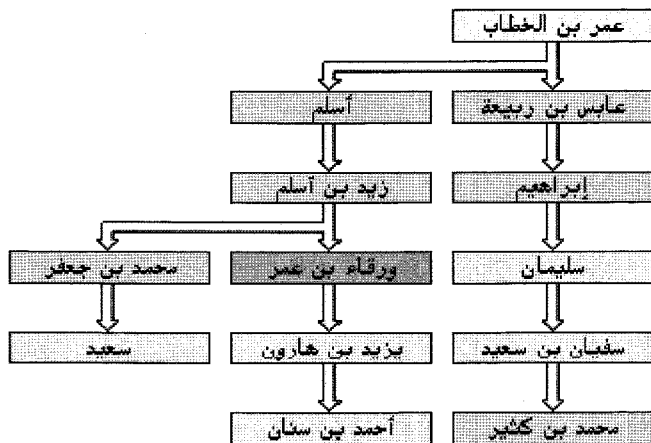 عمر بن الخطاب
عابس بن ربيعة
أسلم
إبراهيم
زيد بن أسلم
سليمان
ورقاء بن عمر
محمد بن جعفر
سفيان بن سعيد
يزيد بن هارون
سعيد
محمد بن كثير
أحمد بن سنان